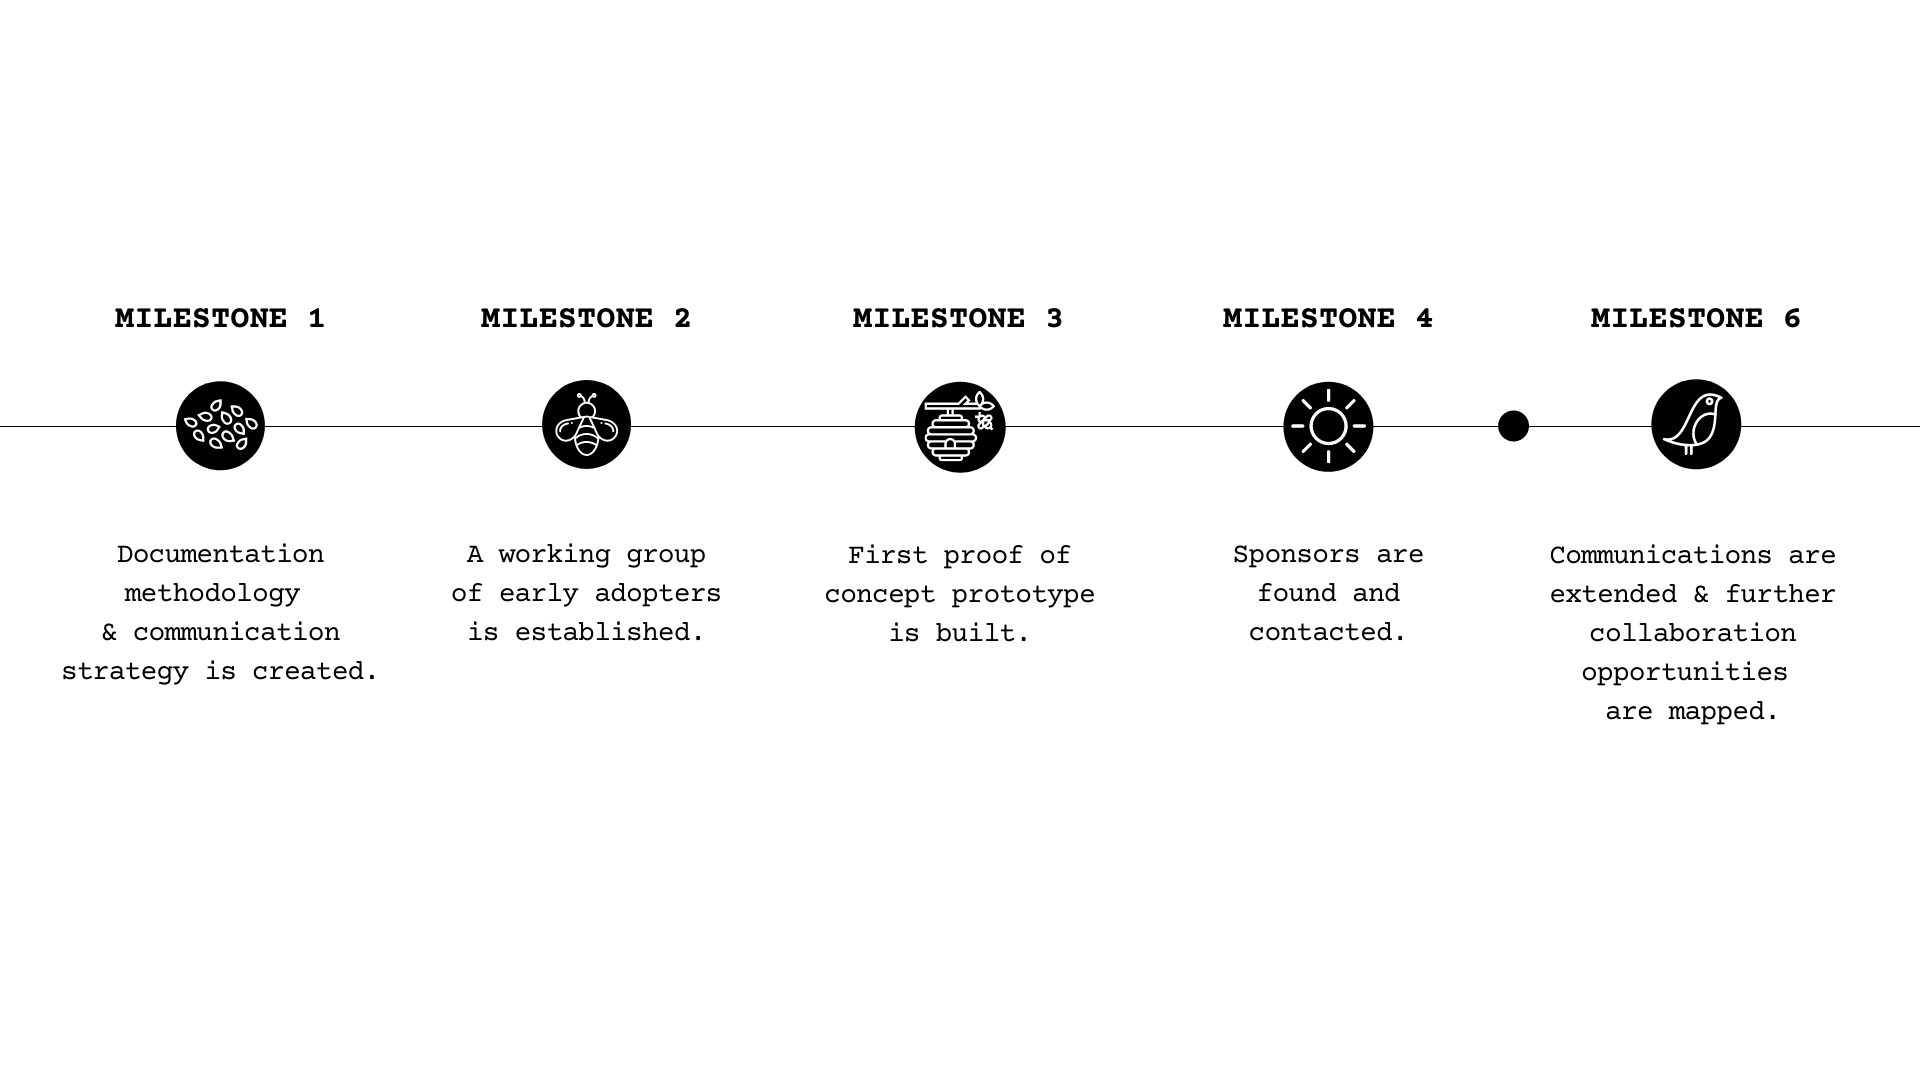 MILESTONE 1
Documentation
methodology
& communication
strategy is created.
MILESTONE 2
A working group
of early adopters
is established.
MILESTONE 3
First proof of
concept prototype
is built.
MILESTONE 4
Sponsors are
found and
contacted.
MILESTONE 6
Communications are
extended & further
collaboration
opportunities
are mapped.